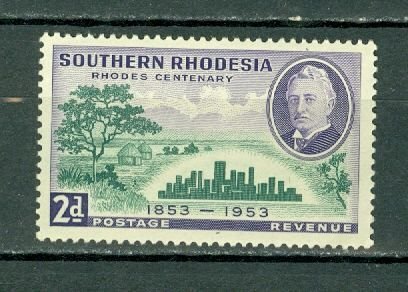 SOUTHERN RHODESIA
RHODES CENTENARY
1853 — 1953
2d
POSTAGE REVENUE